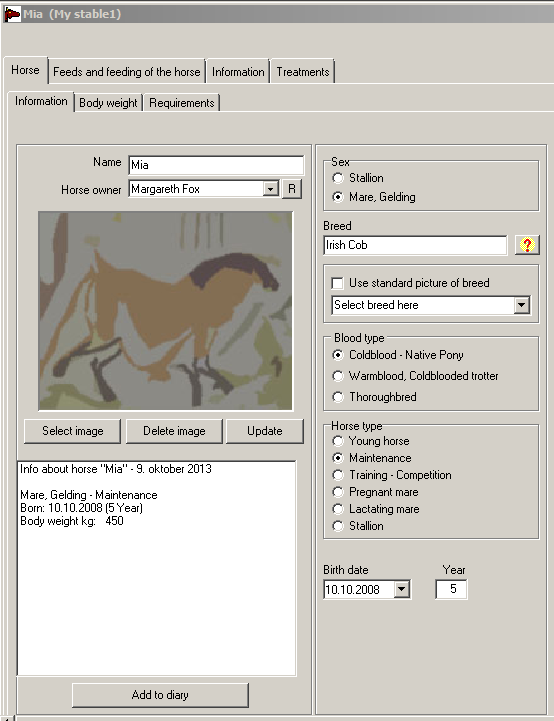 Mia (My stable1)
Horse
Feeds and feeding of the horse
Information
Treatments
Information
Body weight
Requirements
Name
Mia
Horse owner
Margareth Fox
R
Select image
Delete image
Update
Info about horse "Mia" - 9. oktober 2013
Mare, Gelding - Maintenance
Born: 10.10.2008 (5 Year)
Body weight kg: 450
Add to diary
Sex
Stallion
Mare, Gelding
Breed
Irish Cob
?
Use standard picture of breed
Select breed here
Blood type
Coldblood - Native Pony
Warmblood, Coldblooded trotter
Thoroughbred
Horse type
Young horse
Maintenance
Training - Competition
Pregnant mare
Lactating mare
Stallion
Birth date
Year
10.10.2008
5